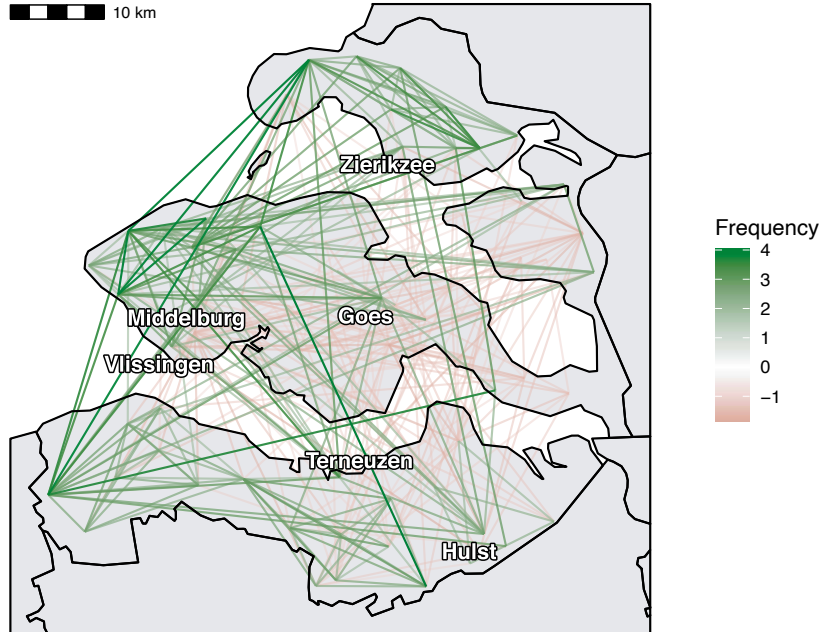 10 km
Zierikzee
Middelburg
Goes
Vlissingen
Terneuzen
Hulst
Frequency
4
3
2
1
0
−1